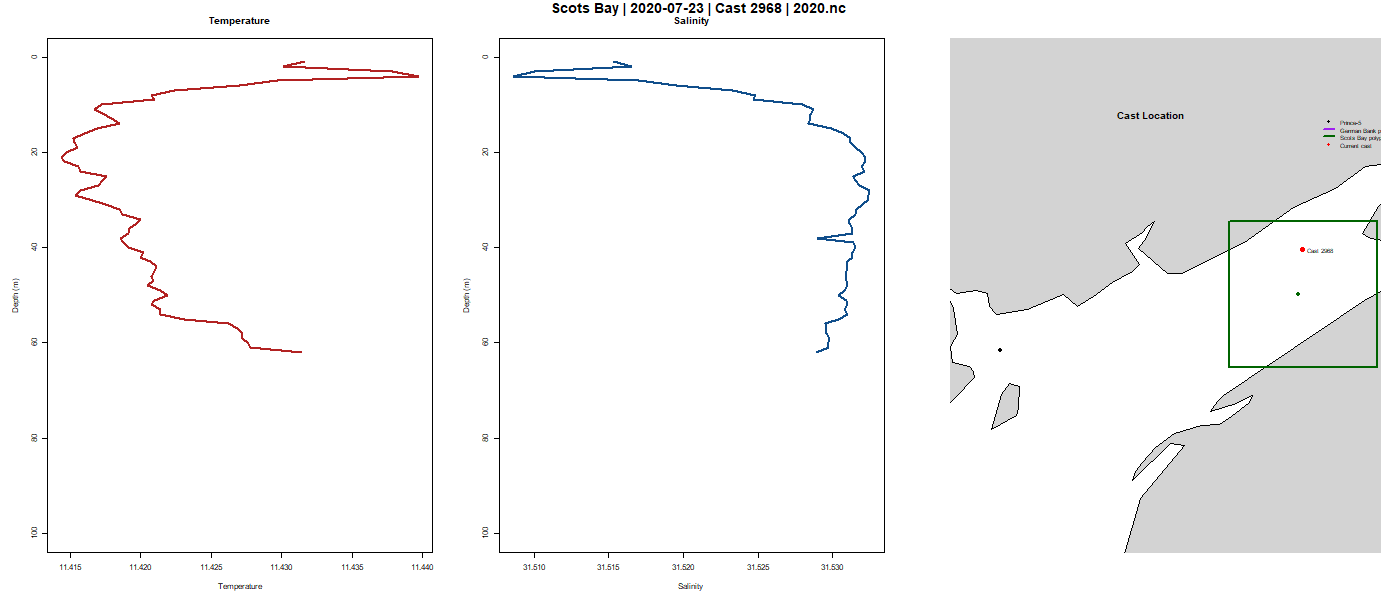 Scots Bay | 2020-07-23 | Cast 2968 | 2020.nc
Temperature
Depth (m)
0
20
40
60
80
100
11.415
11.420
11.425
11.430
11.435
11.440
Temperature
Salinity
Depth (m)
0
20
40
60
80
100
31.510
31.515
31.520
31.525
31.530
Salinity
Cast Location
Prince-5
German Bank p
Scots Bay polyg
Current cast
Cast 2968